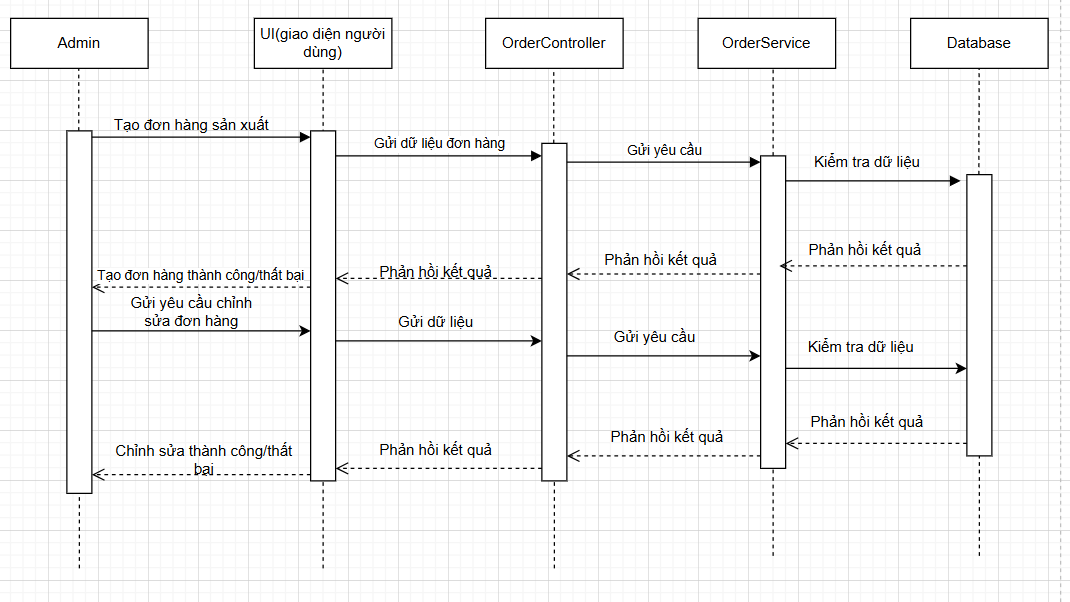 Admin
UI(giao diện người
dùng)
OrderController
OrderService
Database
Tạo đơn hàng sản xuất
Gửi dữ liệu đơn hàng
Gửi yêu cầu
Kiểm tra dữ liệu
Phản hồi kết quả
Phản hồi kết quả
Phản hồi kết quả
Tạo đơn hàng thành công/thất bại
Gửi yêu cầu chỉnh
sửa đơn hàng
Gửi dữ liệu
Gửi yêu cầu
Kiểm tra dữ liệu
Phản hồi kết quả
Phản hồi kết quả
Phản hồi kết quả
Chỉnh sửa thành công/thất
bại